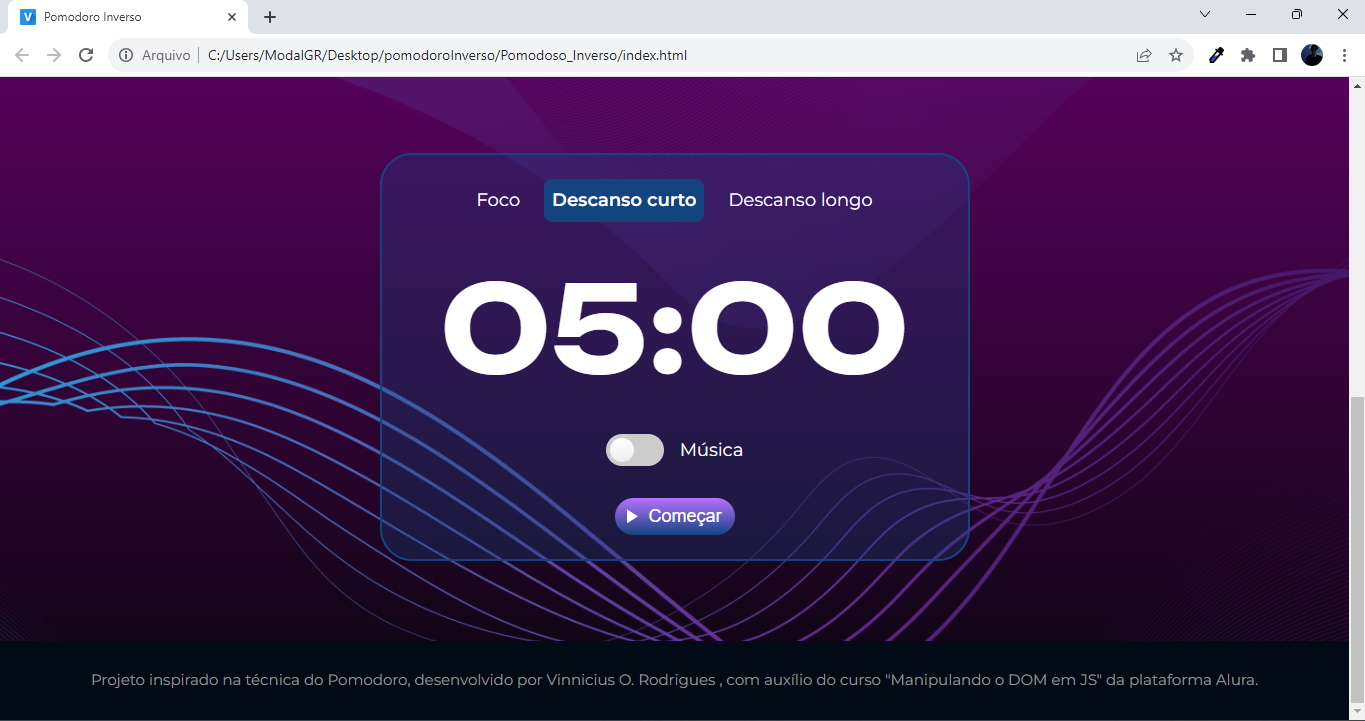 V Pomodoro Inverso
Arquivo C:/Users/ModalGR/Desktop/pomodoroInverso/Pomodoso_Inverso/index.html
Foco Descanso curto Descanso longo
05:00
Música
Começar
Projeto inspirado na técnica do Pomodoro, desenvolvido por Vinnicius O. Rodrigues , com auxílio do curso "Manipulando o DOM em JS" da plataforma Alura.